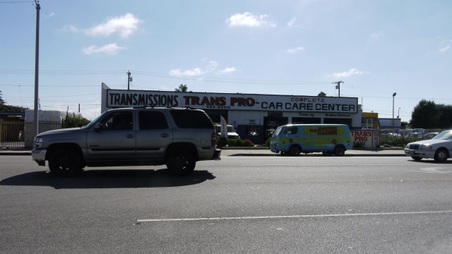 COMPLETE
TRANSMISSIONS TRANS PRO- CAR CARE CENTER